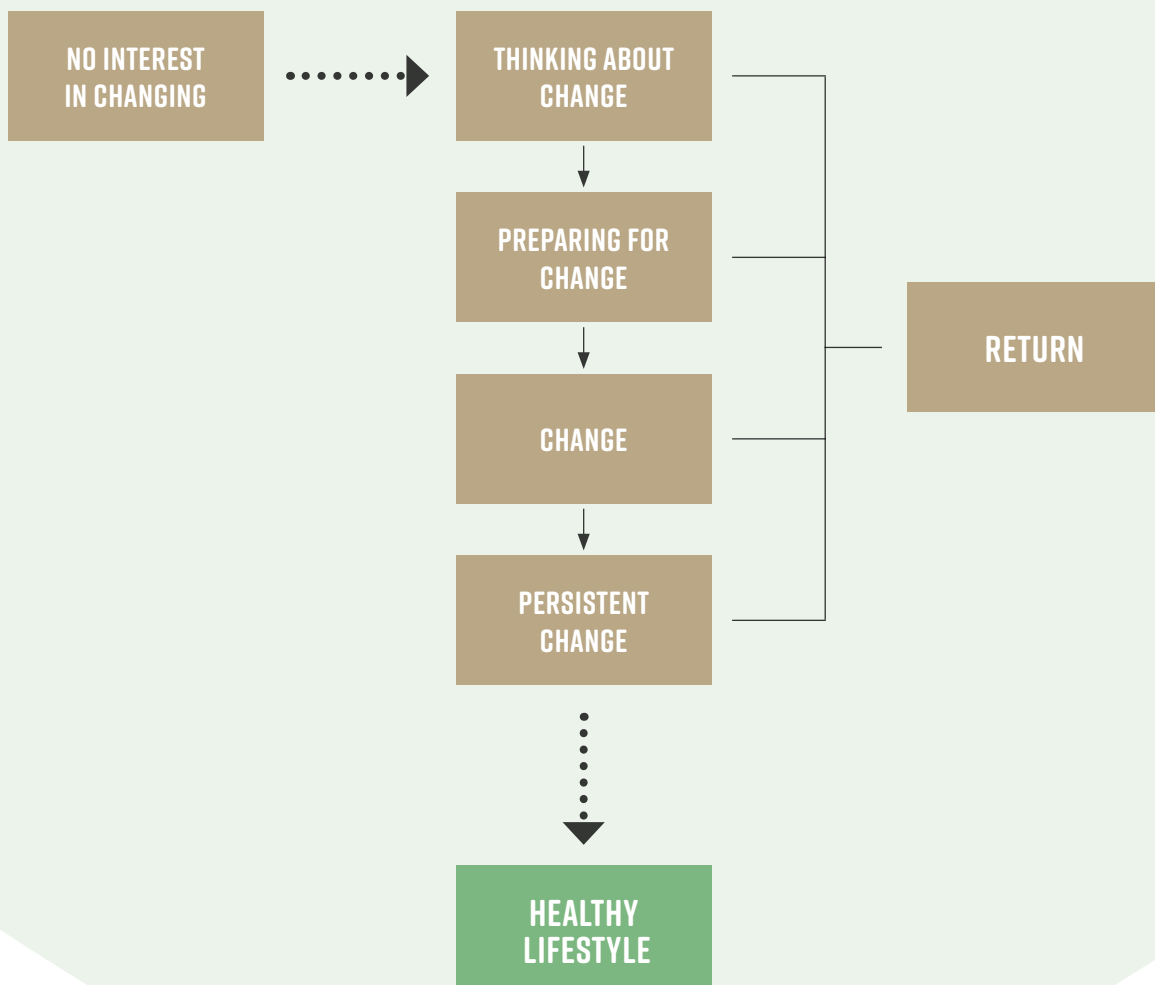 NO INTEREST
IN CHANGING
THINKING ABOUT
CHANGE
PREPARING FOR
CHANGE
RETURN
CHANGE
PERSISTENT
CHANGE
HEALTHY
LIFESTYLE